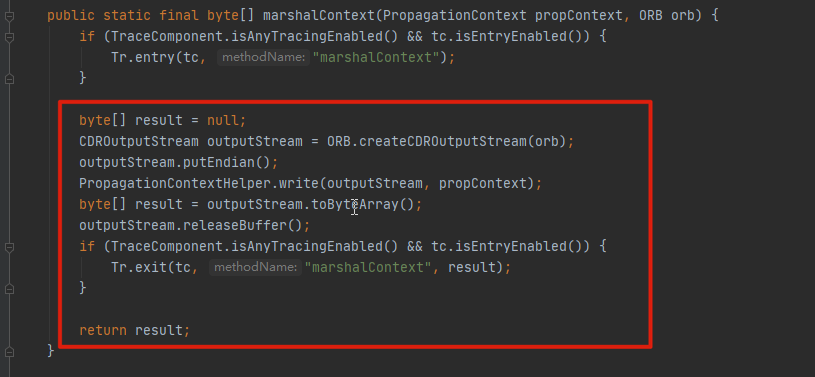 public static final byte[] marshalContext(PropagationContext propContext, ORB orb) {
if (TraceComponent.isAnyTracingEnabled() && tc.isEntryEnabled()) {
Tr.entry(tc, methodName: "marshalContext");
}
byte[] result = null;
CDROutputStream outputStream = ORB.createCDROutputStream(orb);
outputStream.putEndian();
PropagationContextHelper.write(outputStream, propContext);
byte[] result = outputStream.toByteArray();
outputStream.releaseBuffer();
if (TraceComponent.isAnyTracingEnabled() && tc.isEntryEnabled()) {
Tr.exit(tc, methodName: "marshalContext", result);
}
return result;
}